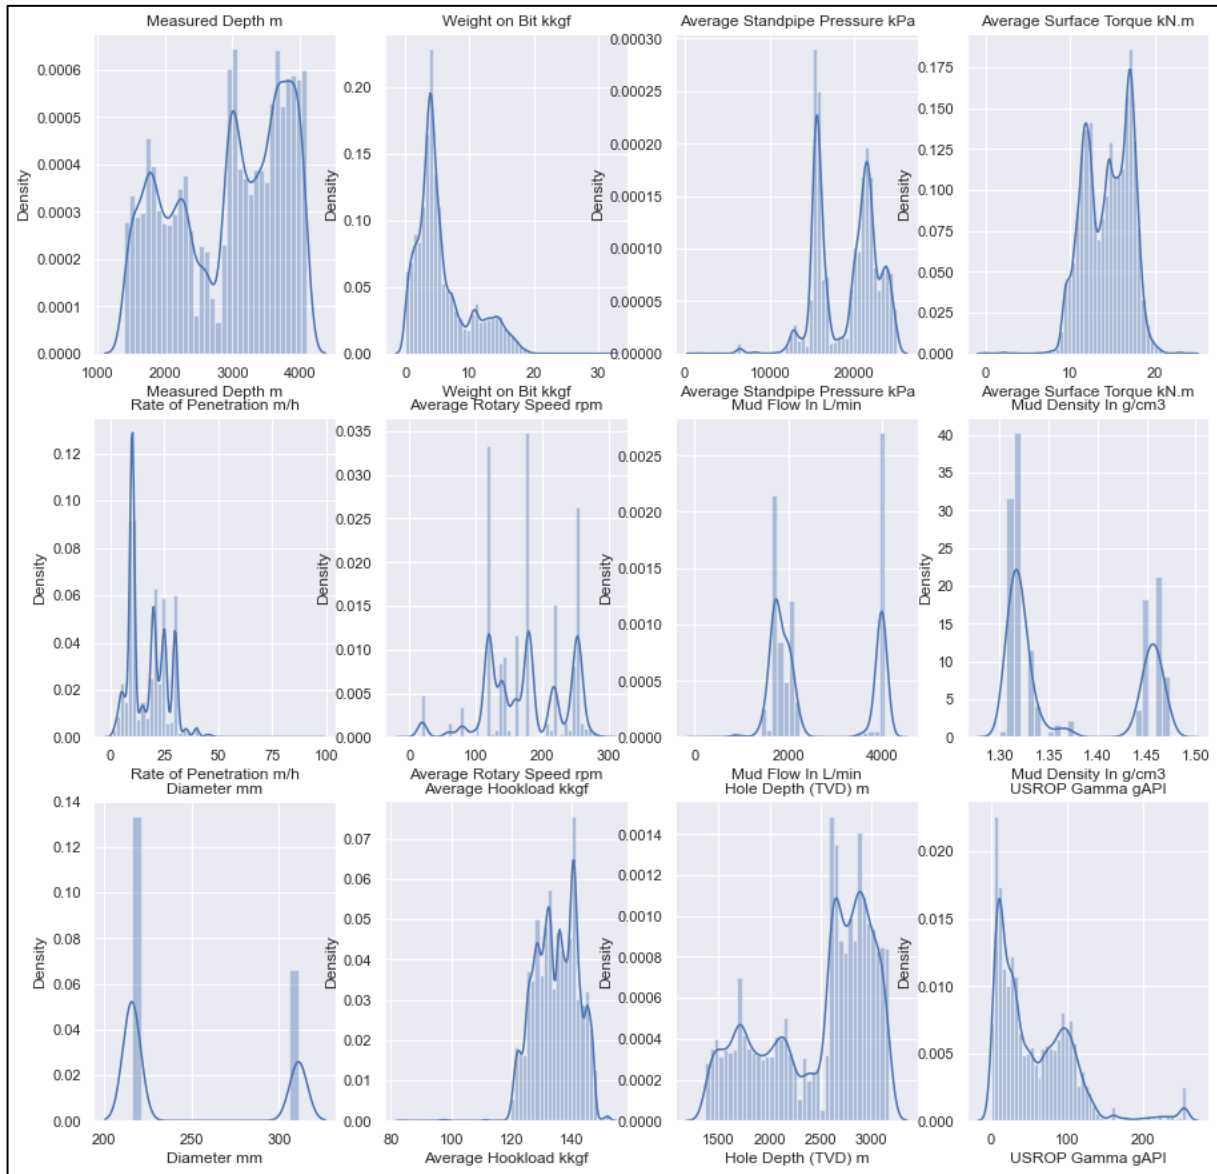 Measured Depth m
Weight on Bit kkgf
Average Standpipe Pressure kPa
Average Surface Torque kN.m
Density
0.0006
0.0005
0.0004
0.0003
0.0002
0.0001
0.0000
1000 2000 3000 4000
Measured Depth m
Density
0.20
0.15
0.10
0.05
0.00
0 10 20 30
Weight on Bit kkgf
Density
0.00030
0.00025
0.00020
0.00015
0.00010
0.00005
0.00000
10000 20000
Average Standpipe Pressure kPa
Density
0.175
0.150
0.125
0.100
0.075
0.050
0.025
0.000
0 10 20
Average Surface Torque kN.m
Rate of Penetration m/h
Average Rotary Speed rpm
Mud Flow In L/min
Mud Density In g/cm3
Density
0.12
0.10
0.08
0.06
0.04
0.02
0.00
0 25 50 75 100
Rate of Penetration m/h
Density
0.035
0.030
0.025
0.020
0.015
0.010
0.005
0.000
0 100 200 300
Average Rotary Speed rpm
Density
0.0025
0.0020
0.0015
0.0010
0.0005
0.0000
0 2000 4000
Mud Flow In L/min
Density
40
35
30
25
20
15
10
5
0
1.30 1.35 1.40 1.45 1.50
Mud Density In g/cm3
Diameter mm
Average Hookload kkgf
Hole Depth (TVD) m
USROP Gamma gAPI
Density
0.14
0.12
0.10
0.08
0.06
0.04
0.02
0.00
200 250 300
Diameter mm
Density
0.07
0.06
0.05
0.04
0.03
0.02
0.01
0.00
80 100 120 140
Average Hookload kkgf
Density
0.0014
0.0012
0.0010
0.0008
0.0006
0.0004
0.0002
0.0000
1500 2000 2500 3000
Hole Depth (TVD) m
Density
0.020
0.015
0.010
0.005
0.000
0 100 200
USROP Gamma gAPI